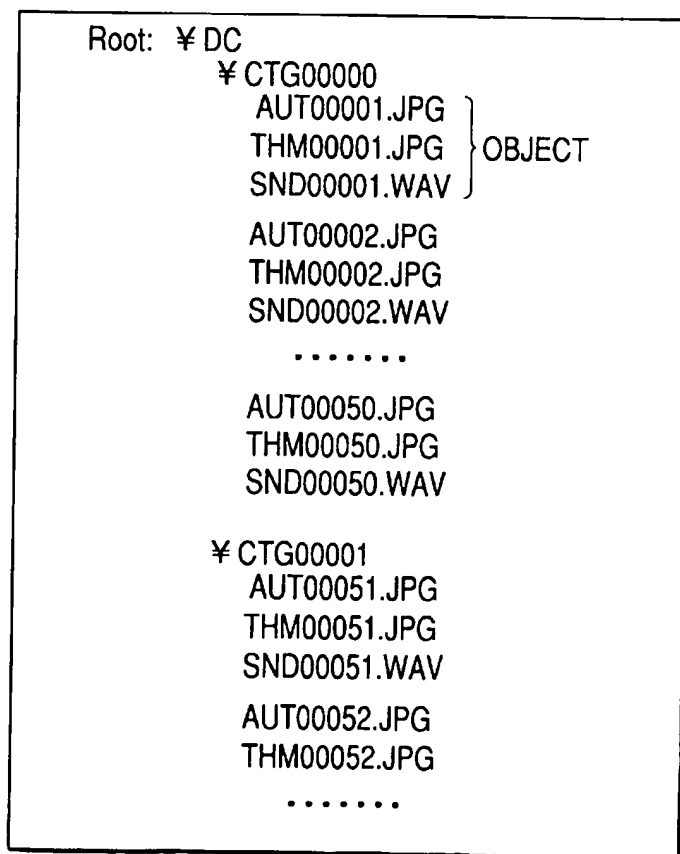 Root: ¥ DC
¥ CTG00000
AUT00001.JPG
THM00001.JPG OBJECT
SND00001.WAV
AUT00002.JPG
THM00002.JPG
SND00002.WAV
.......
AUT00050.JPG
THM00050.JPG
SND00050.WAV
¥ CTG00001
AUT00051.JPG
THM00051.JPG
SND00051.WAV
AUT00052.JPG
THM00052.JPG
.......